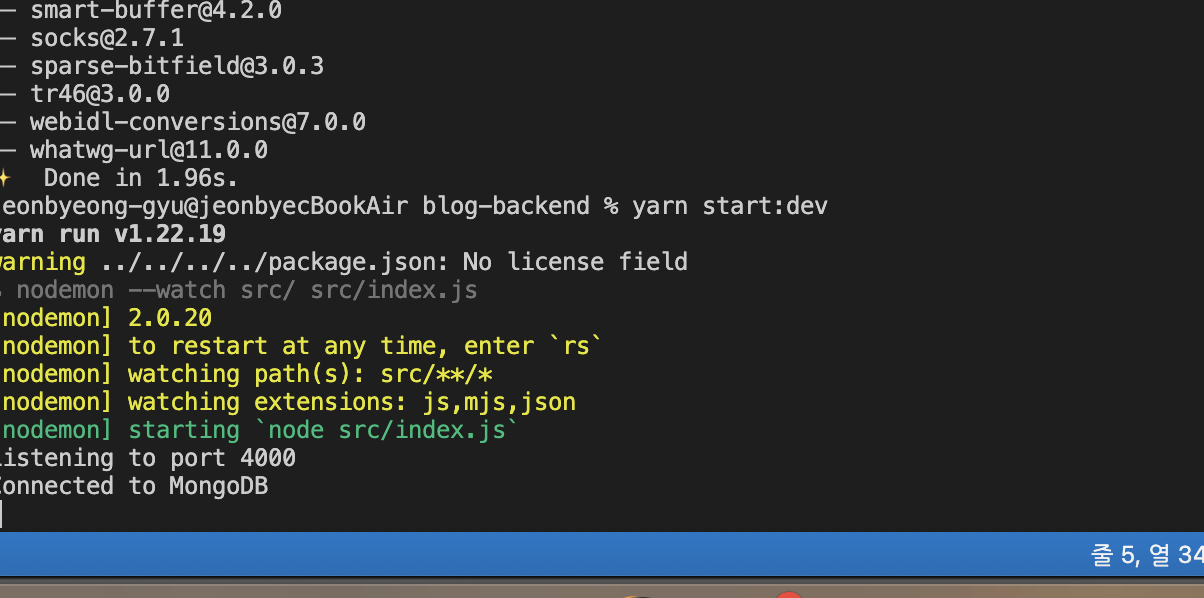 — smart-buffer@4.2.0
— socks@2.7.1
— sparse-bitfield@3.0.3
— tr46@3.0.0
— webidl-conversions@7.0.0
— whatwg-url@11.0.0
✨ Done in 1.96s.
eonbyeong-gyu@jeonbyecBookAir blog-backend % yarn start:dev
yarn run v1.22.19
warning ../../../../package.json: No license field
$ nodemon --watch src/ src/index.js
nodemon] 2.0.20
nodemon] to restart at any time, enter `rs`
nodemon] watching path(s): src/**/*
nodemon] watching extensions: js,mjs,json
nodemon] starting `node src/index.js`
Listening to port 4000
Connected to MongoDB
줄 5, 열 34